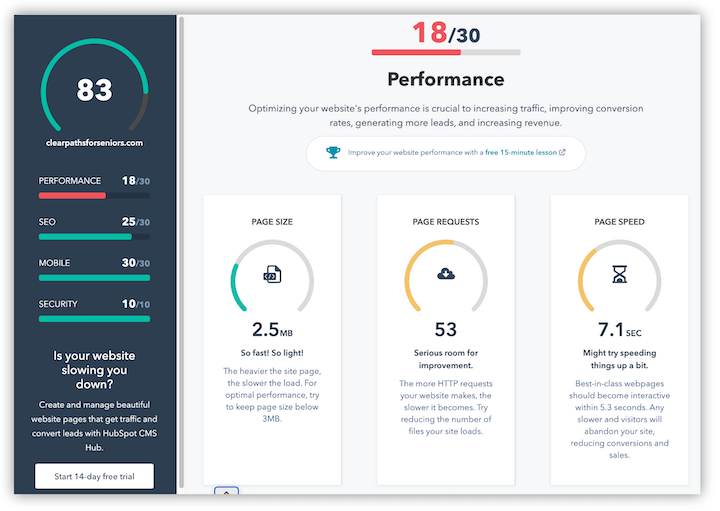 83
clearpathsforseniors.com
PERFORMANCE 18/30
SEO 25/30
MOBILE 30/30
SECURITY 10/10
Is your website
slowing you
down?
Create and manage beautiful
website pages that get traffic and
convert leads with HubSpot CMS
Hub.
Start 14-day free trial
18/30
Performance
Optimizing your website's performance is crucial to increasing traffic, improving conversion
rates, generating more leads, and increasing revenue.
Improve your website performance with a free 15-minute lesson
PAGE SIZE
2.5MB
So fast! So light!
The heavier the site page,
the slower the load. For
optimal performance, try
to keep page size below
3MB.
PAGE REQUESTS
53
Serious room for
improvement.
The more HTTP requests
your website makes, the
slower it becomes. Try
reducing the number of
files your site loads.
PAGE SPEED
7.1SEC
Might try speeding
things up a bit.
Best-in-class webpages
should become interactive
within 5.3 seconds. Any
slower and visitors will
abandon your site,
reducing conversions and
sales.